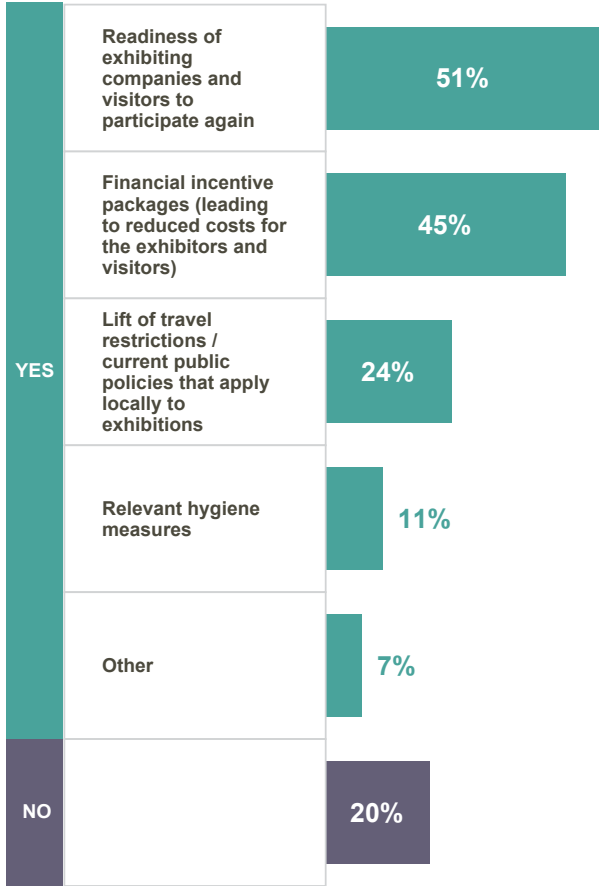 YES
Readiness of
exhibiting
companies and
visitors to
participate again
51%
Financial incentive
packages (leading
to reduced costs for
the exhibitors and
visitors)
45%
Lift of travel
restrictions /
current public
policies that apply
locally to
exhibitions
24%
Relevant hygiene
measures
11%
Other
7%
NO
20%